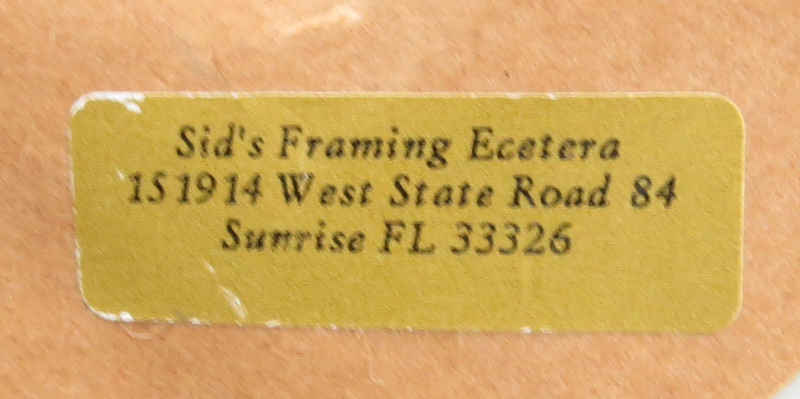 Sid's Framing Ecetera
151914 West State Road 84
Sunrise FL 33326